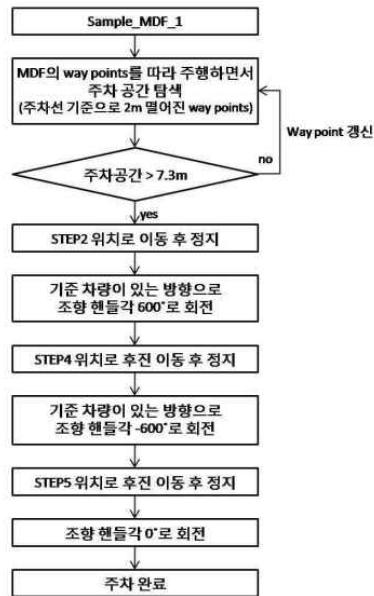 Sample_MDF_1
MDF의 way points를 따라 주행하면서
주차 공간 탐색
(주차선 기준으로 2m 떨어진 way points)
Way point 갱신
no
주차공간 > 7.3m
yes
STEP2 위치로 이동 후 정지
기준 차량이 있는 방향으로
조향 핸들각 600°로 회전
STEP4 위치로 후진 이동 후 정지
기준 차량이 있는 방향으로
조향 핸들각 -600°로 회전
STEP5 위치로 후진 이동 후 정지
조향 핸들각 0°로 회전
주차 완료